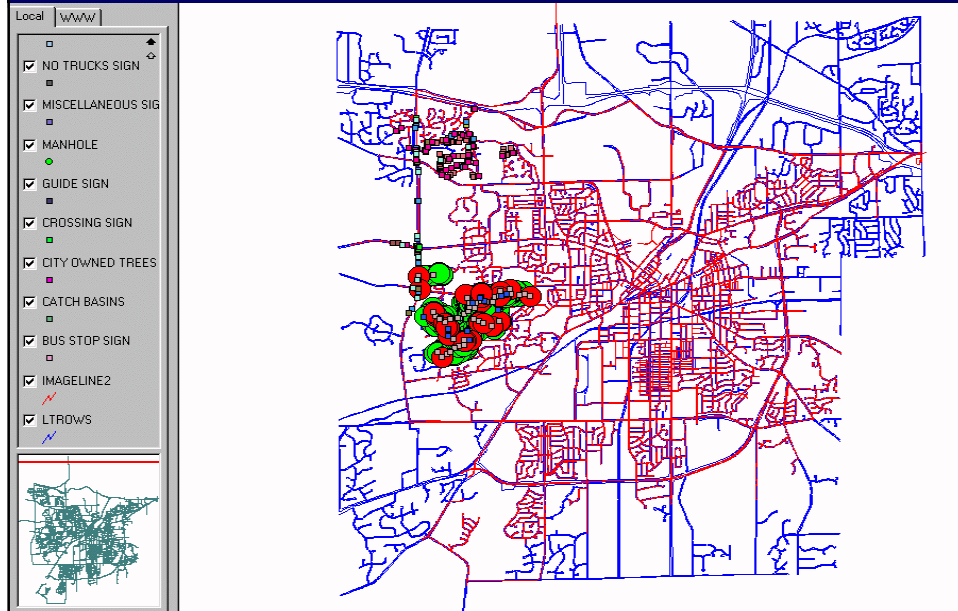 Local WWW
NO TRUCKS SIGN
MISCELLANEOUS SIG
MANHOLE
GUIDE SIGN
CROSSING SIGN
CITY OWNED TREES
CATCH BASINS
BUS STOP SIGN
IMAGELINE2
LTROWS